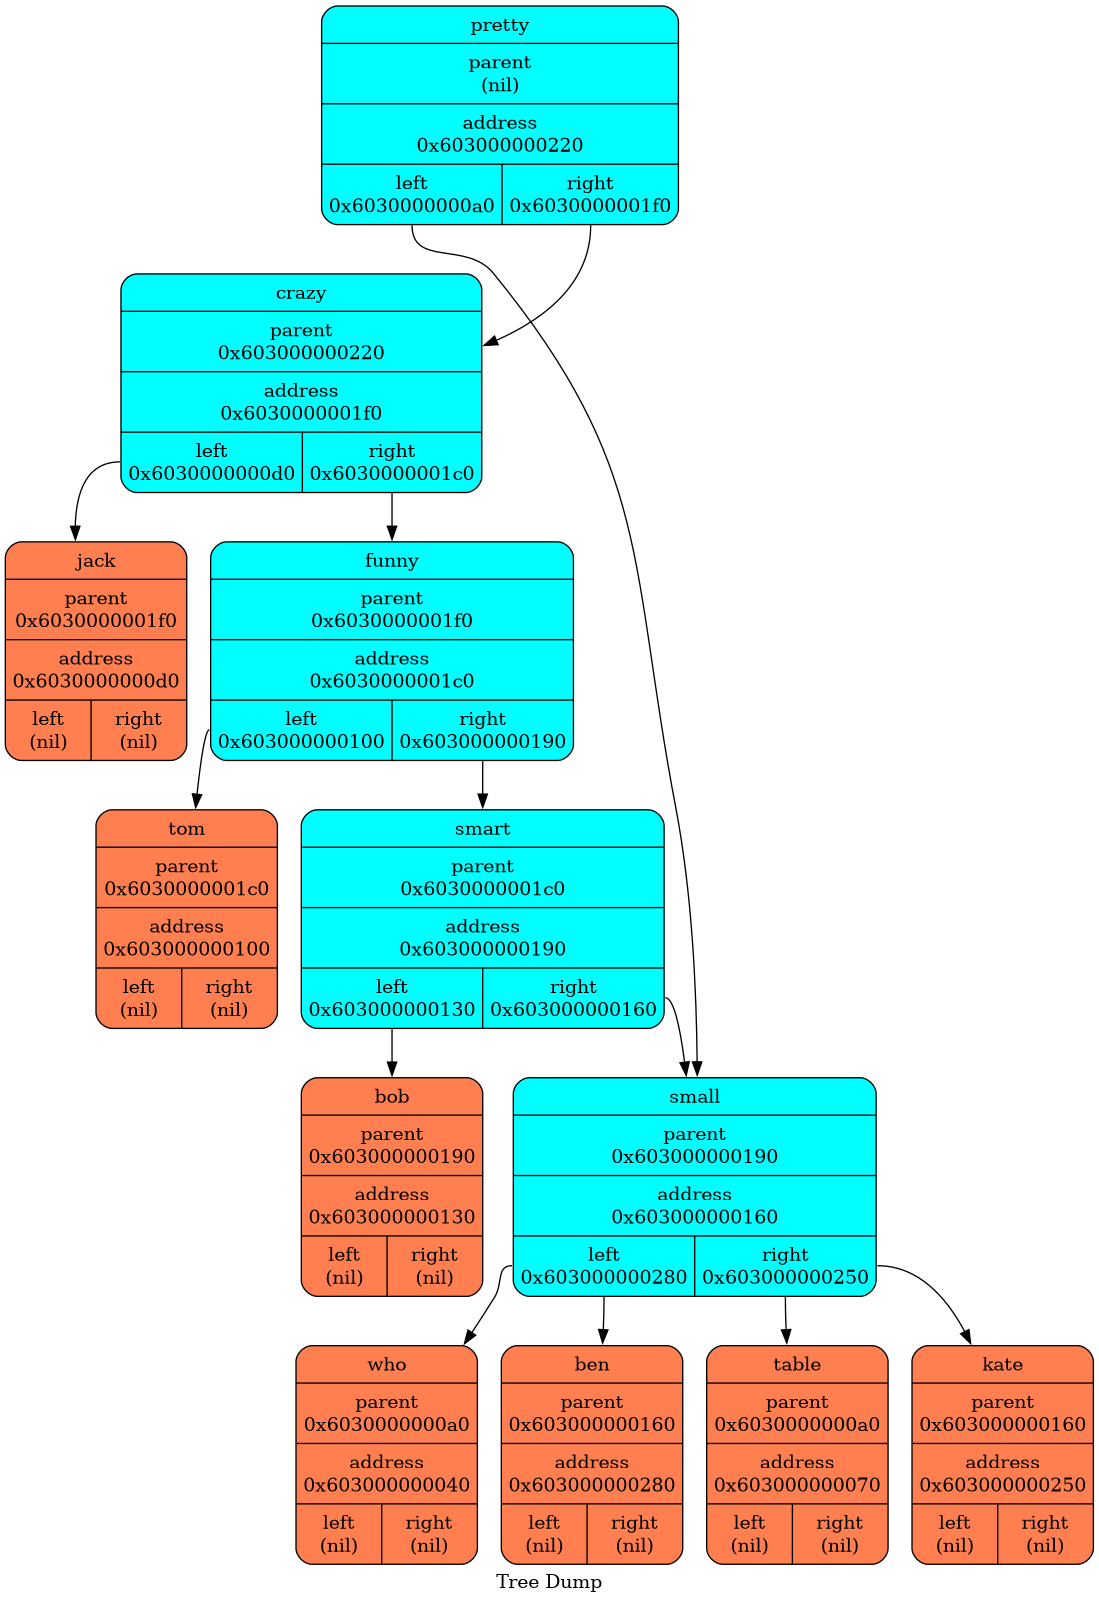 pretty
parent
(nil)
address
0x603000000220
left
0x6030000000a0
right
0x6030000001f0
crazy
parent
0x603000000220
address
0x6030000001f0
left
0x6030000000d0
right
0x6030000001c0
jack
parent
0x6030000001f0
address
0x6030000000d0
left
(nil)
right
(nil)
funny
parent
0x6030000001f0
address
0x6030000001c0
left
0x603000000100
right
0x603000000190
tom
parent
0x6030000001c0
address
0x603000000100
left
(nil)
right
(nil)
smart
parent
0x6030000001c0
address
0x603000000190
left
0x603000000130
right
0x603000000160
bob
parent
0x603000000190
address
0x603000000130
left
(nil)
right
(nil)
small
parent
0x603000000190
address
0x603000000160
left
0x603000000280
right
0x603000000250
who
parent
0x6030000000a0
address
0x603000000040
left
(nil)
right
(nil)
ben
parent
0x603000000160
address
0x603000000280
left
(nil)
right
(nil)
table
parent
0x6030000000a0
address
0x603000000070
left
(nil)
right
(nil)
kate
parent
0x603000000160
address
0x603000000250
left
(nil)
right
(nil)
Tree Dump